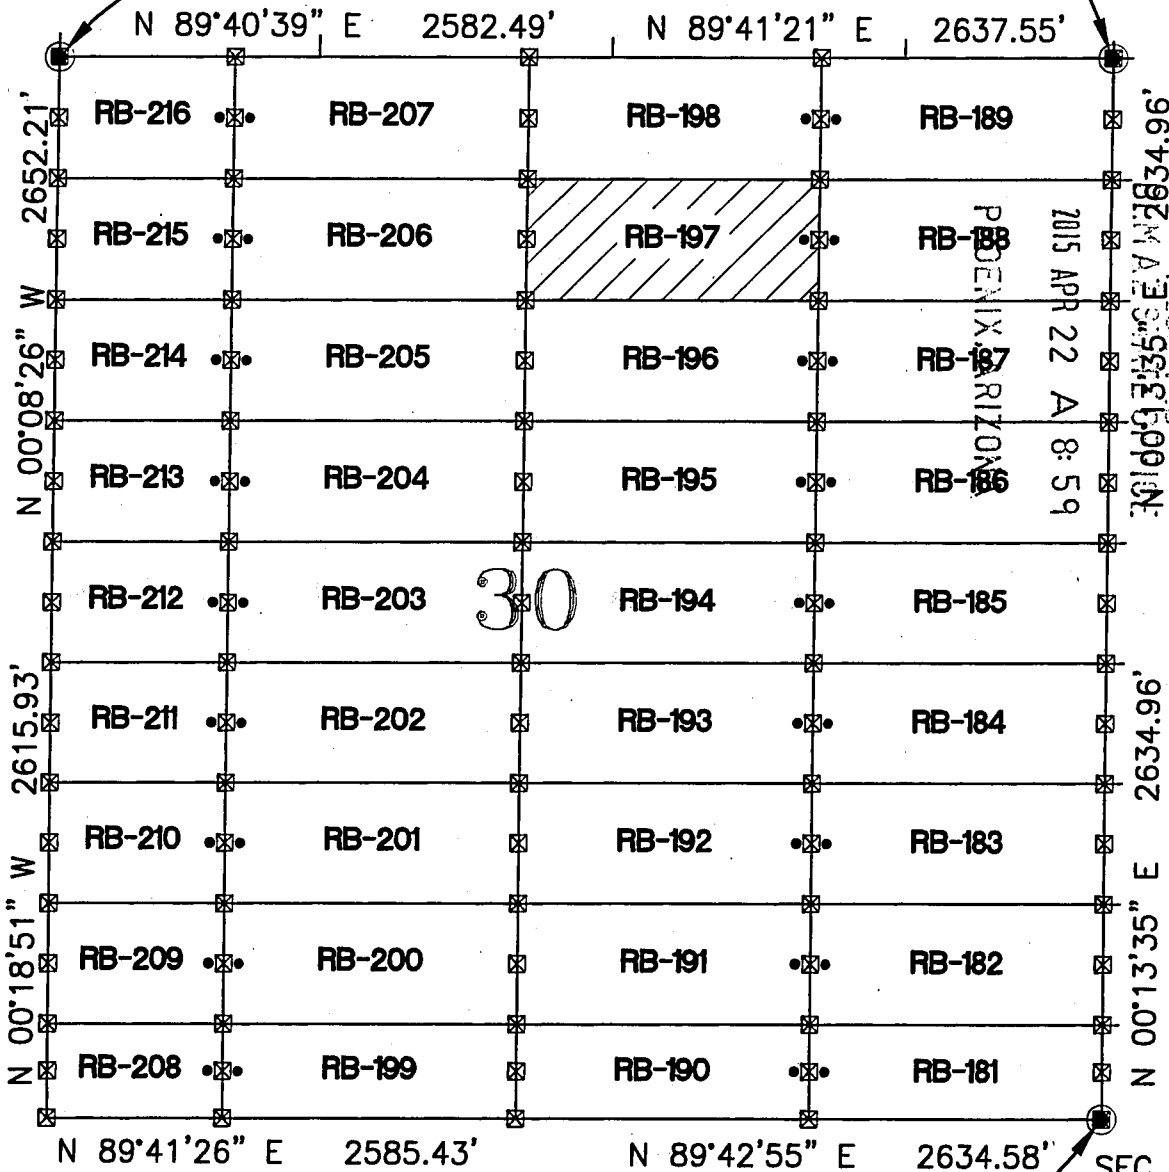 N 89°40'39" E 2582.49' N 89°41'21" E 2637.55'
2652.21'
N 00°08'26" W
2615.93'
N 00°18'51" W
RB-216 RB-207 RB-198 RB-189
RB-215 RB-206 RB-197 RB-188
RB-214 RB-205 RB-196 RB-187
RB-213 RB-204 RB-195 RB-186
RB-212 RB-203 RB-194 RB-185
30
RB-211 RB-202 RB-193 RB-184
RB-210 RB-201 RB-192 RB-183
RB-209 RB-200 RB-191 RB-182
RB-208 RB-199 RB-190 RB-181
2634.96'
N 00°13'35" E
2015 APR 22 A 8:59
PHOENIX, ARIZONA
2634.96'
N 00°13'35" E
N 89°41'26" E 2585.43' N 89°42'55" E 2634.58'
SEC